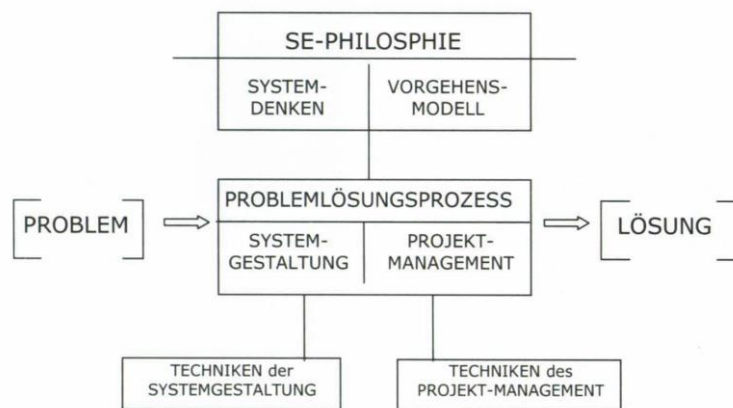 SE-PHILOSPHIE
SYSTEM-
DENKEN
VORGEHENS-
MODELL
PROBLEM
PROBLEMLÖSUNGSPROZESS
SYSTEM-
GESTALTUNG
PROJEKT-
MANAGEMENT
LÖSUNG
TECHNIKEN der
SYSTEMGESTALTUNG
TECHNIKEN des
PROJEKT-MANAGEMENT